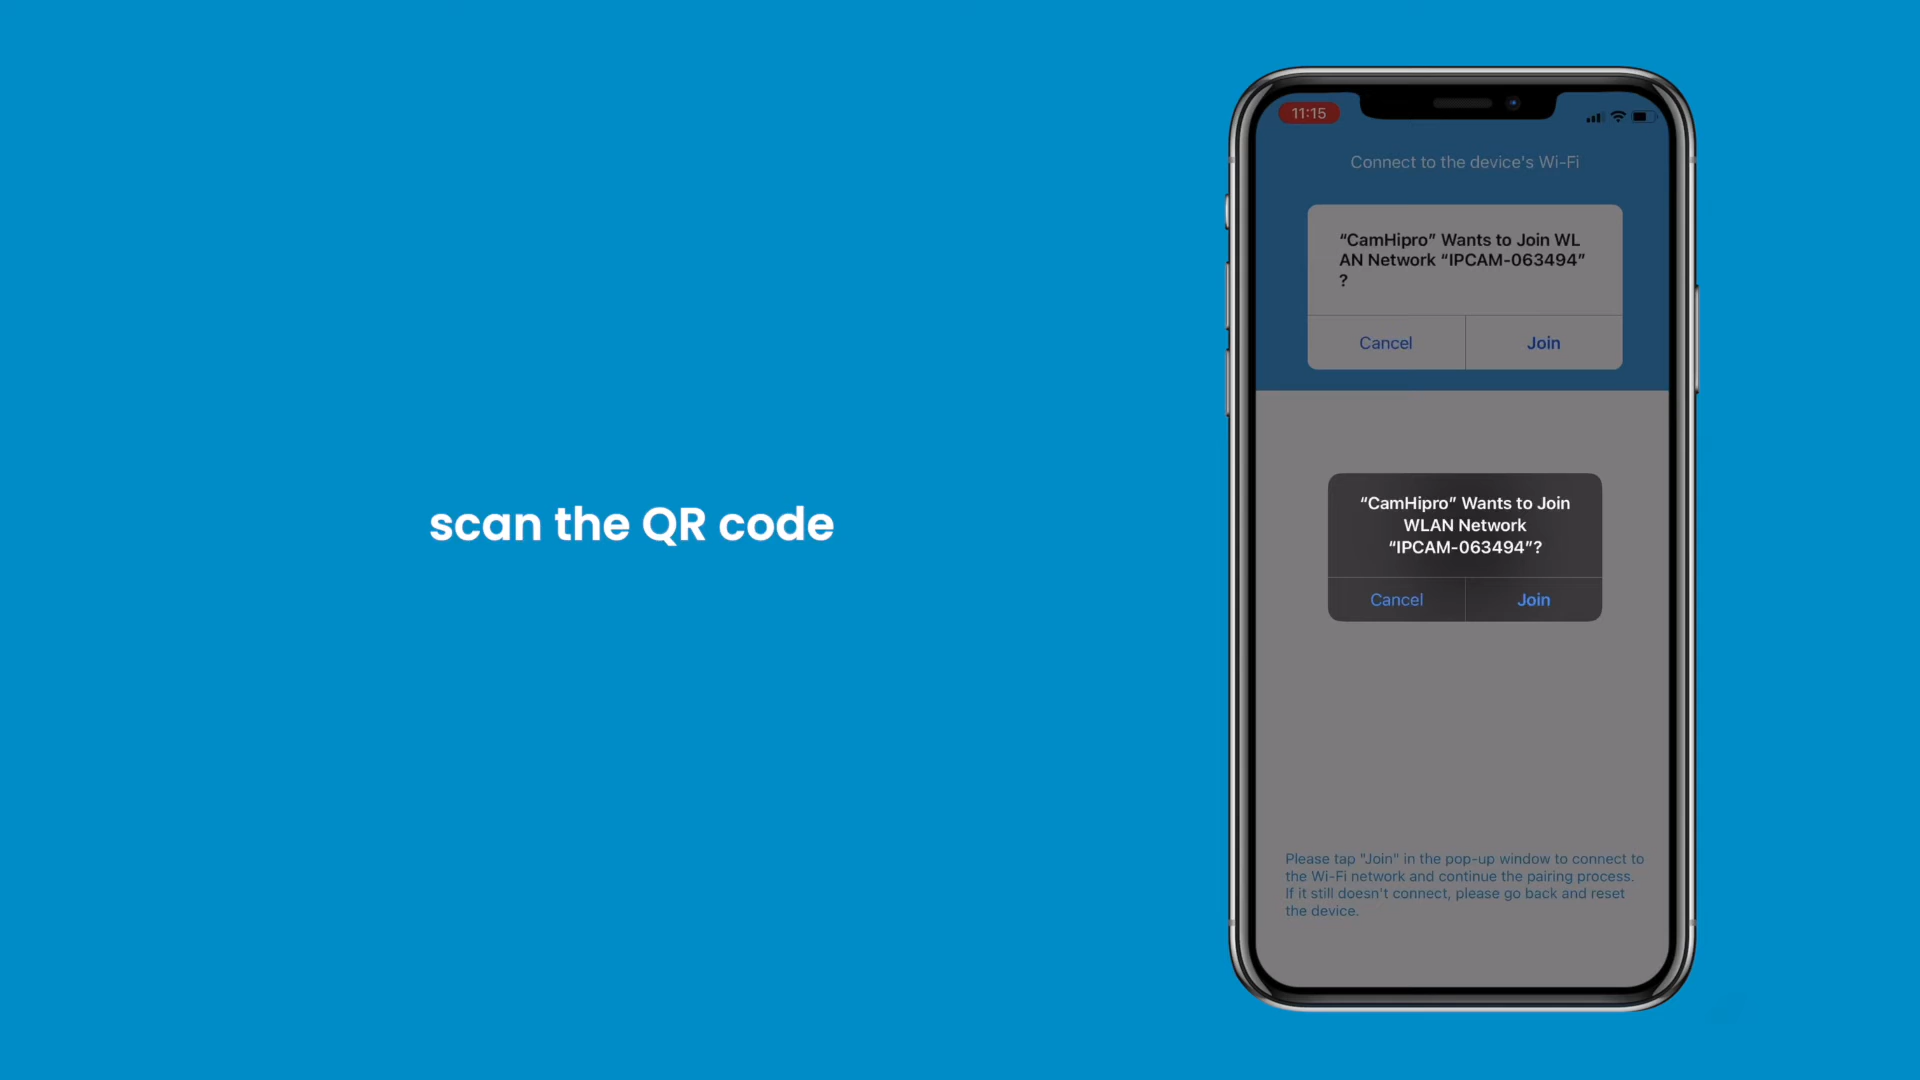 scan the QR code
11:15
Connect to the device's Wi-Fi
“CamHipro” Wants to Join WL
AN Network “IPCAM-063494”
?
Cancel
Join
“CamHipro” Wants to Join
WLAN Network
“IPCAM-063494”?
Cancel
Join
Please tap "Join" in the pop-up window to connect to
the Wi-Fi network and continue the pairing process.
If it still doesn't connect, please go back and reset
the device.